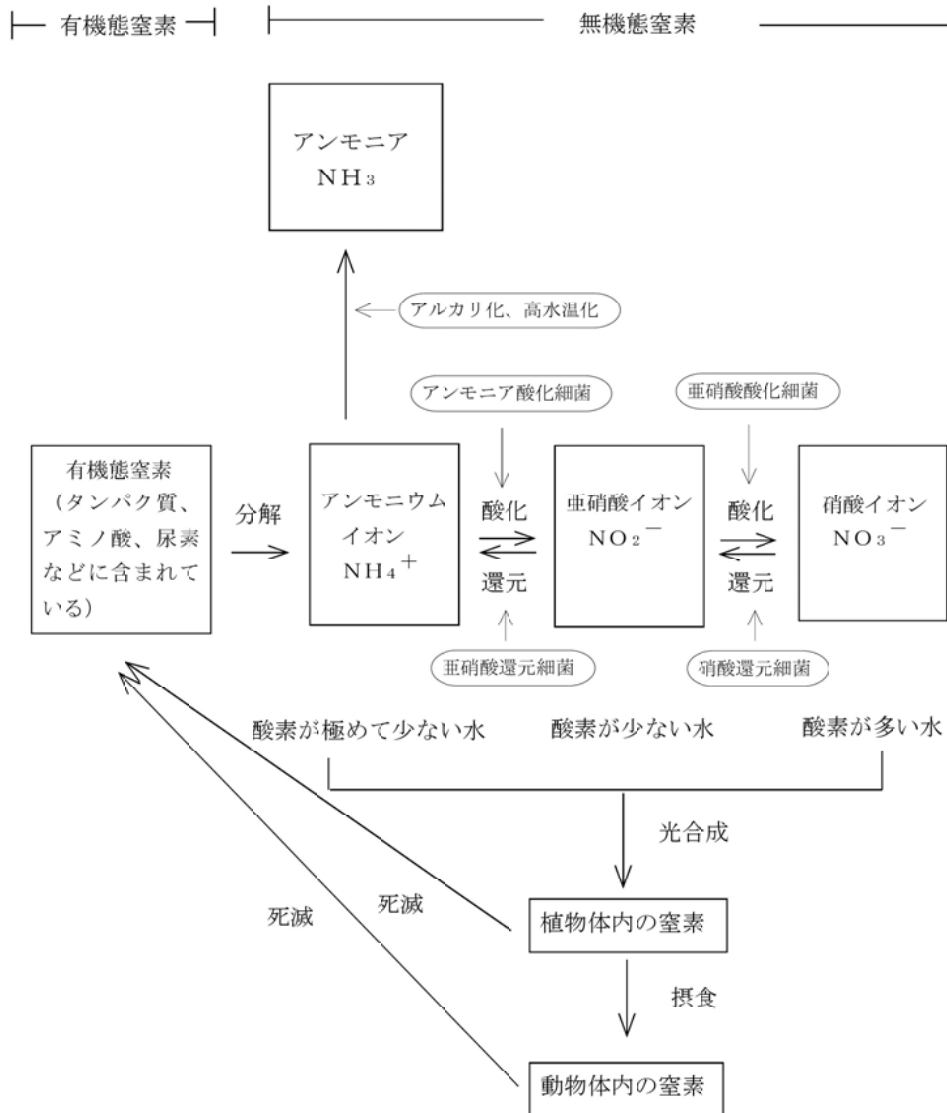 有機態窒素
無機態窒素
アンモニア
NH₃
アルカリ化、高水温化
アンモニア酸化細菌
亜硝酸酸化細菌
有機態窒素
(タンパク質、
アミノ酸、尿素
などに含まれて
いる)
分解
アンモニウム
イオン
NH₄⁺
酸化
還元
亜硝酸イオン
NO₂⁻
酸化
還元
硝酸イオン
NO₃⁻
亜硝酸還元細菌
硝酸還元細菌
酸素が極めて少ない水
酸素が少ない水
酸素が多い水
光合成
死滅
死滅
植物体内の窒素
摂食
動物体内の窒素